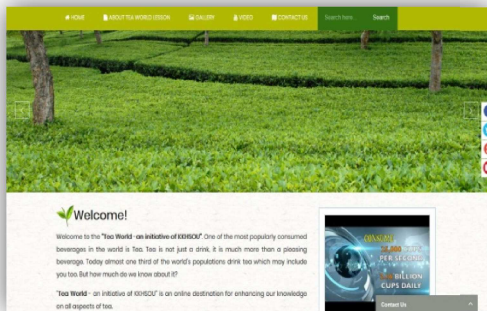 HOME ABOUT TEA WORLD LESSON GALLERY VIDEO CONTACT US Search here... Search
Welcome!
Welcome to the "Tea World - an initiative of KKHSOU". One of the most popularly consumed
beverages in the world is Tea. Tea is not just a drink, it is much more than a pleasing
beverage. Today almost one third of the world's populations drink tea which may include
you too. But how much do we know about it?
"Tea World - an initiative of KKHSOU" is an online destination for enhancing our knowledge
on all aspects of tea.
CONSUME
PER SECOND
BILLION
CUPS DAILY
Contact Us